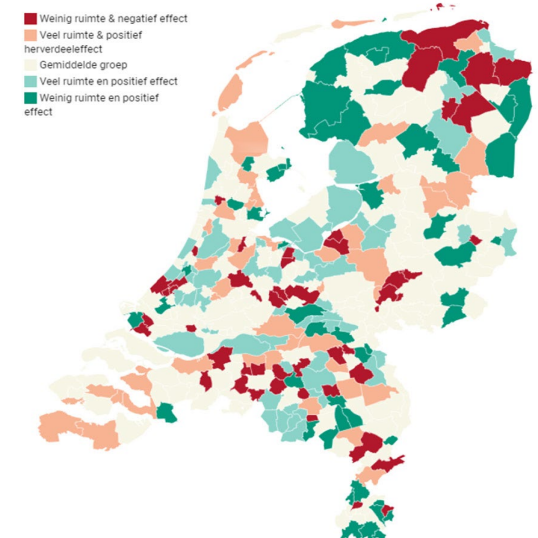 Weinig ruimte & negatief effect
Veel ruimte & positief
herverdeeleffect
Gemiddelde groep
Veel ruimte en positief effect
Weinig ruimte en positief
effect